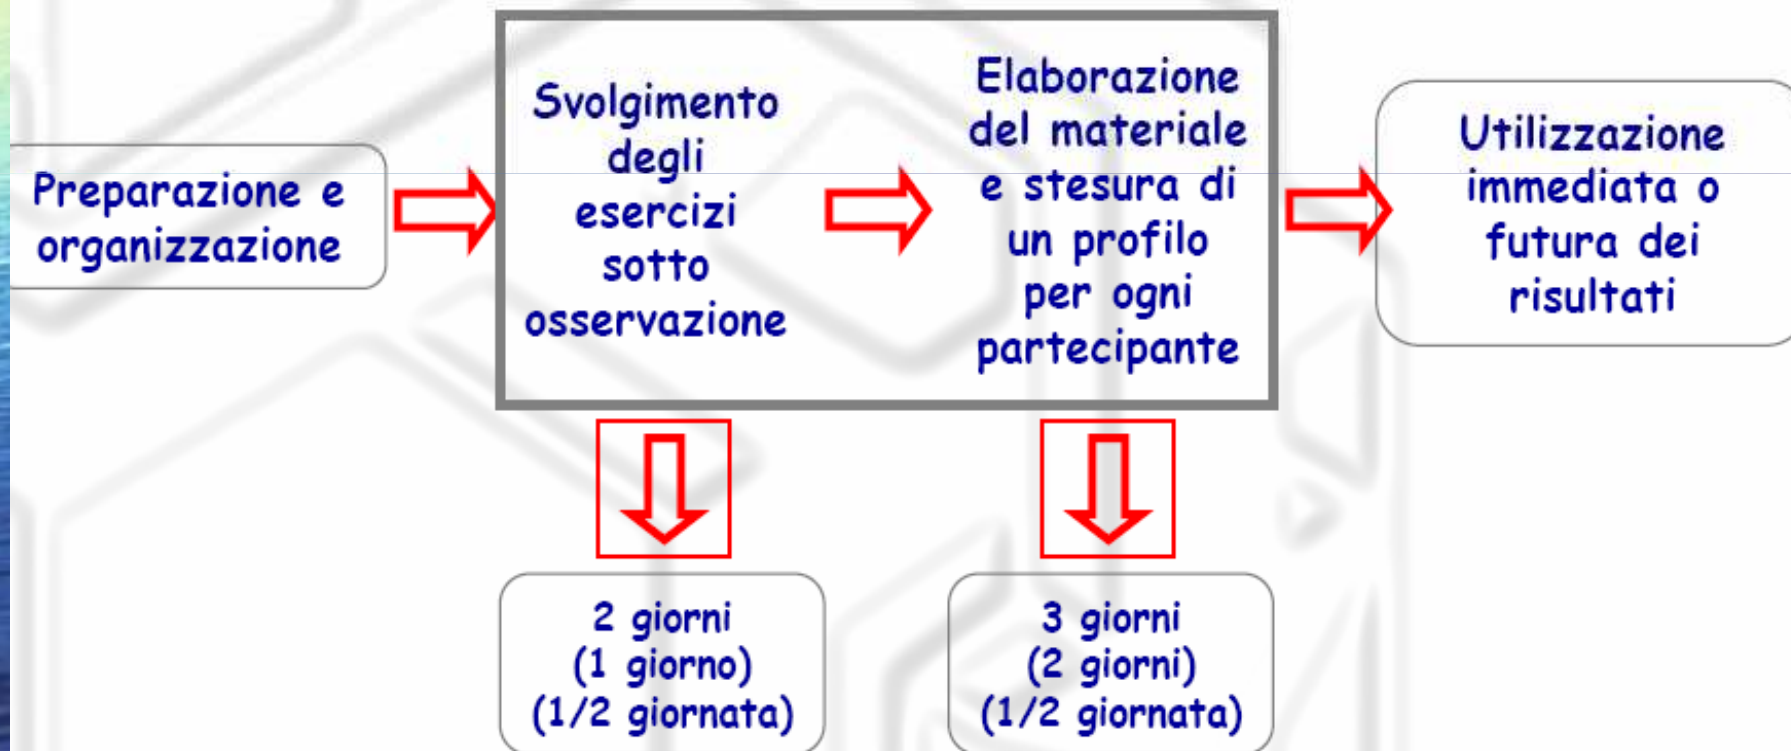 Preparazione e
organizzazione
Svolgimento
degli
esercizi
sotto
osservazione
Elaborazione
del materiale
e stesura di
un profilo
per ogni
partecipante
Utilizzazione
immediata o
futura dei
risultati
2 giorni
(1 giorno)
(1/2 giornata)
3 giorni
(2 giorni)
(1/2 giornata)